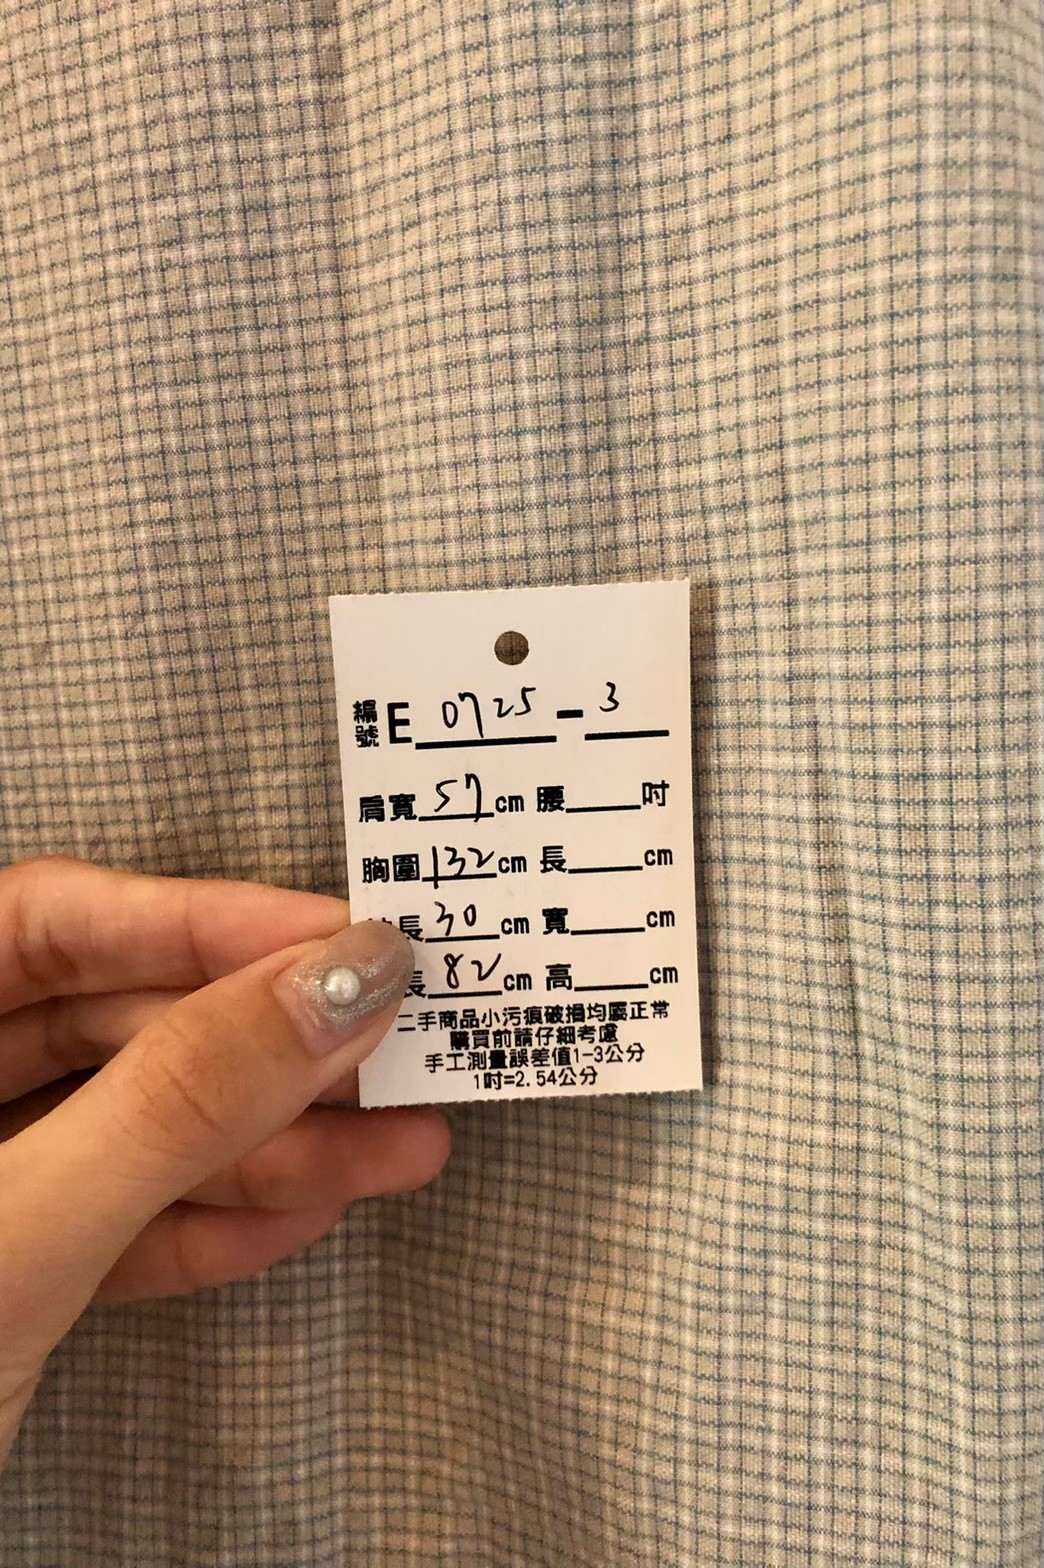 編號 E 0725 - 3
肩寬 57 cm 腰 吋
胸圍 132 cm 長 cm
長 30 cm 寬 cm
長 82 cm 高 cm
二手商品小污痕破損均屬正常
購買前請仔細考慮
手工測量誤差值1-3公分
1吋=2.54公分